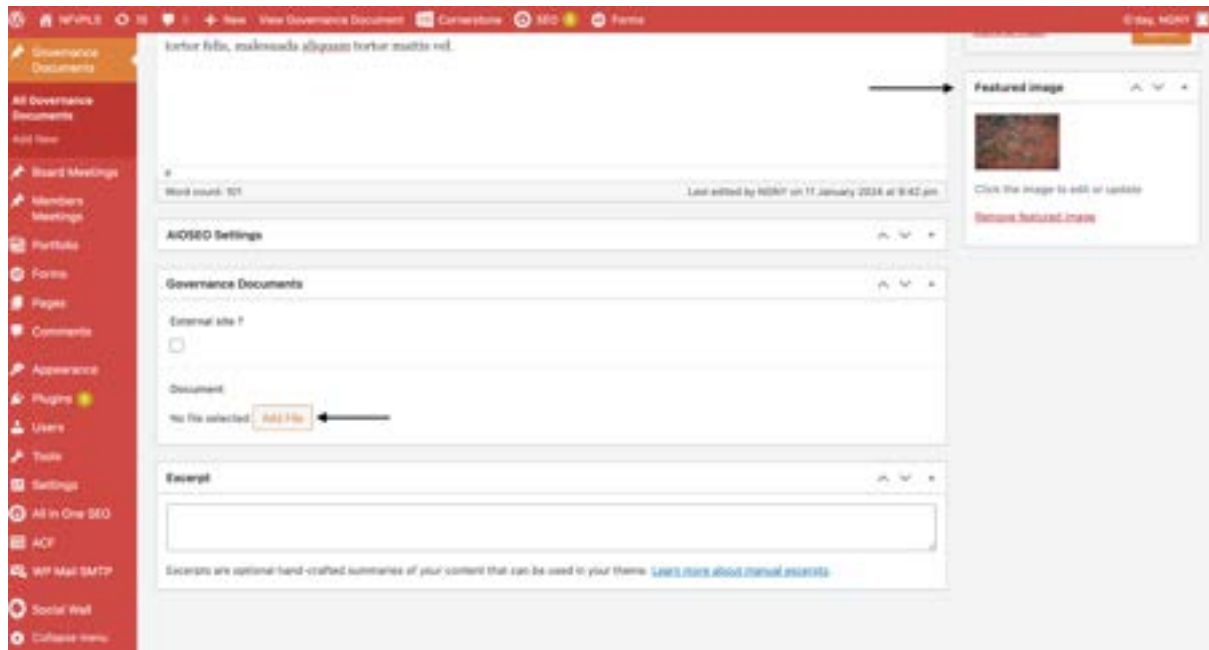 NFVPLS
+ New
View Governance Document
Cornerstone
SEO
Forms
G'day, NGNY
Governance
Documents
All Governance
Documents
Add New
Board Meetings
Members
Meetings
Portfolio
Forms
Pages
Comments
Appearance
Plugins
Users
Tools
Settings
All in One SEO
ACF
WP Mail SMTP
Social Wall
Collapse menu
tortor felis, malesuada aliquam tortor mattis vel.
Word count: 101
Last edited by NGNY on 11 January 2024 at 9:42 pm
AIOSEO Settings
Governance Documents
External site ?
Document
No file selected
Add File
Excerpt
Excerpts are optional hand-crafted summaries of your content that can be used in your theme. Learn more about manual excerpts.
Featured image
Click the image to edit or update
Remove featured image